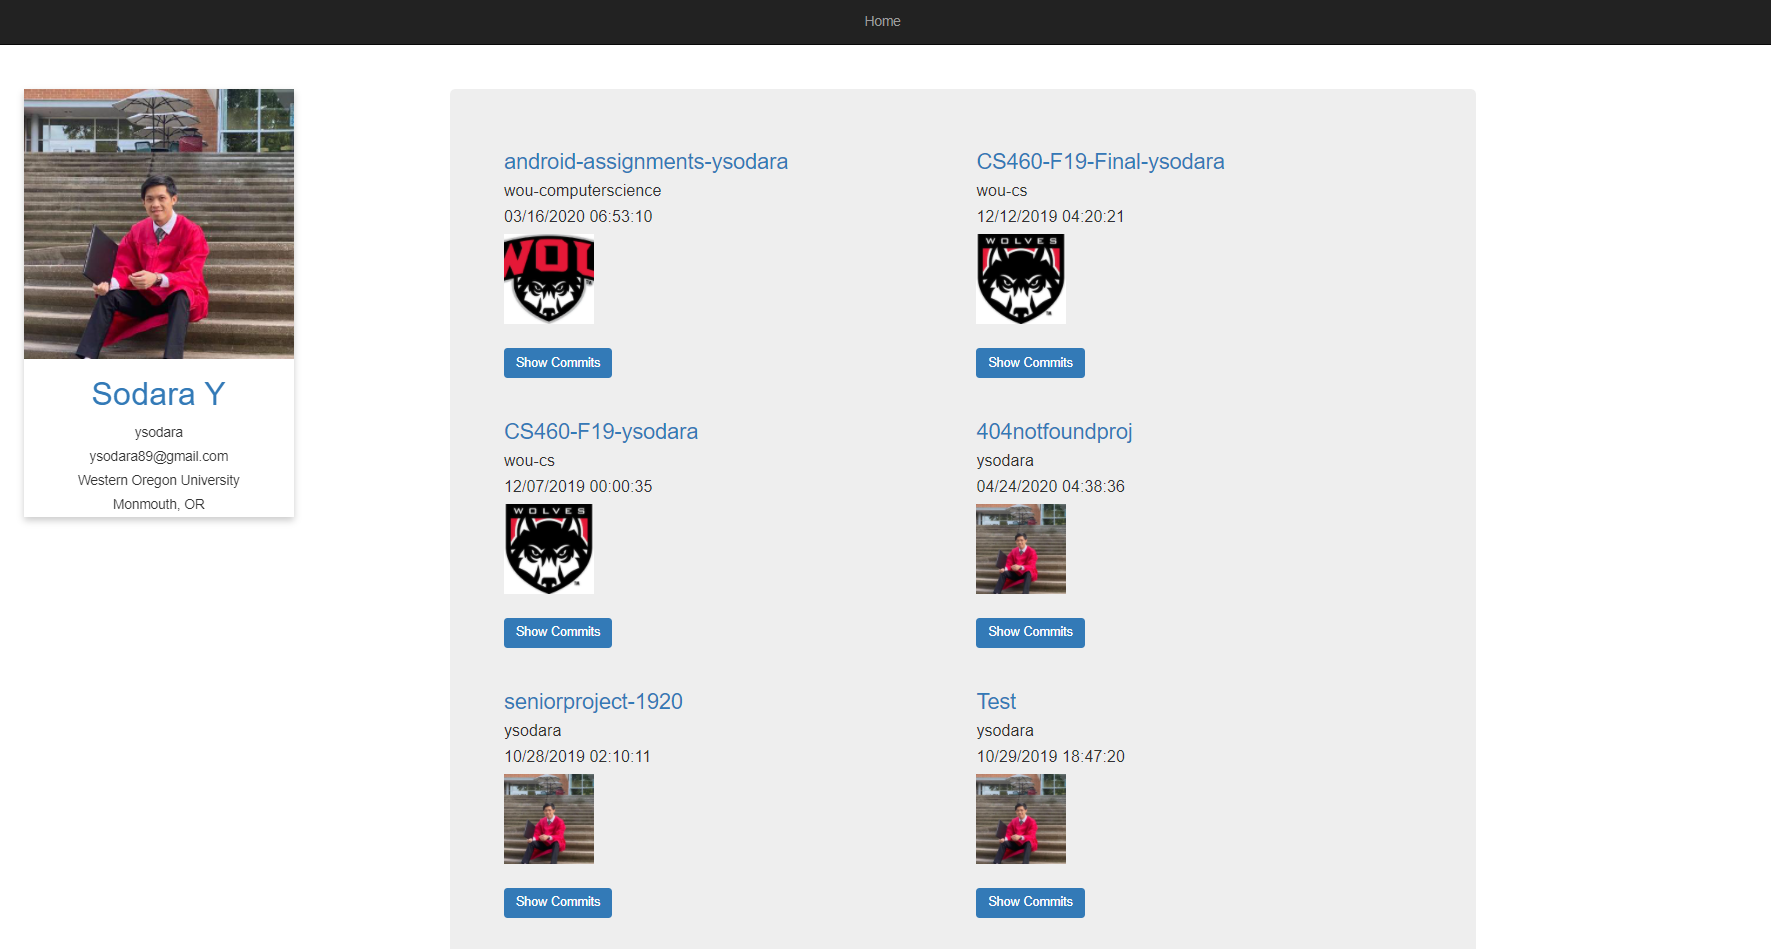 Home
Sodara Y
ysodara
ysodara89@gmail.com
Western Oregon University
Monmouth, OR
android-assignments-ysodara
wou-computerscience
03/16/2020 06:53:10
WOU
Show Commits
CS460-F19-Final-ysodara
wou-cs
12/12/2019 04:20:21
WOLVES
TM
Show Commits
CS460-F19-ysodara
wou-cs
12/07/2019 00:00:35
WOLVES
TM
Show Commits
404notfoundproj
ysodara
04/24/2020 04:38:36
Show Commits
seniorproject-1920
ysodara
10/28/2019 02:10:11
Show Commits
Test
ysodara
10/29/2019 18:47:20
Show Commits